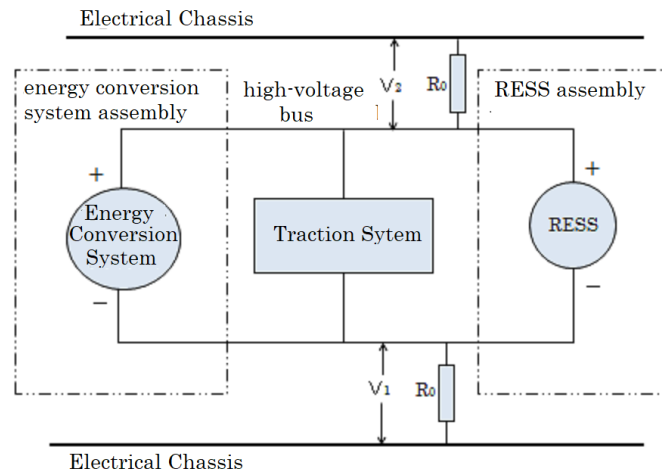 Electrical Chassis
energy conversion
system assembly
high-voltage
bus
V2
R0
RESS assembly
+
+
Energy
Conversion
System
Traction Sytem
RESS
−
−
V1
R0
Electrical Chassis